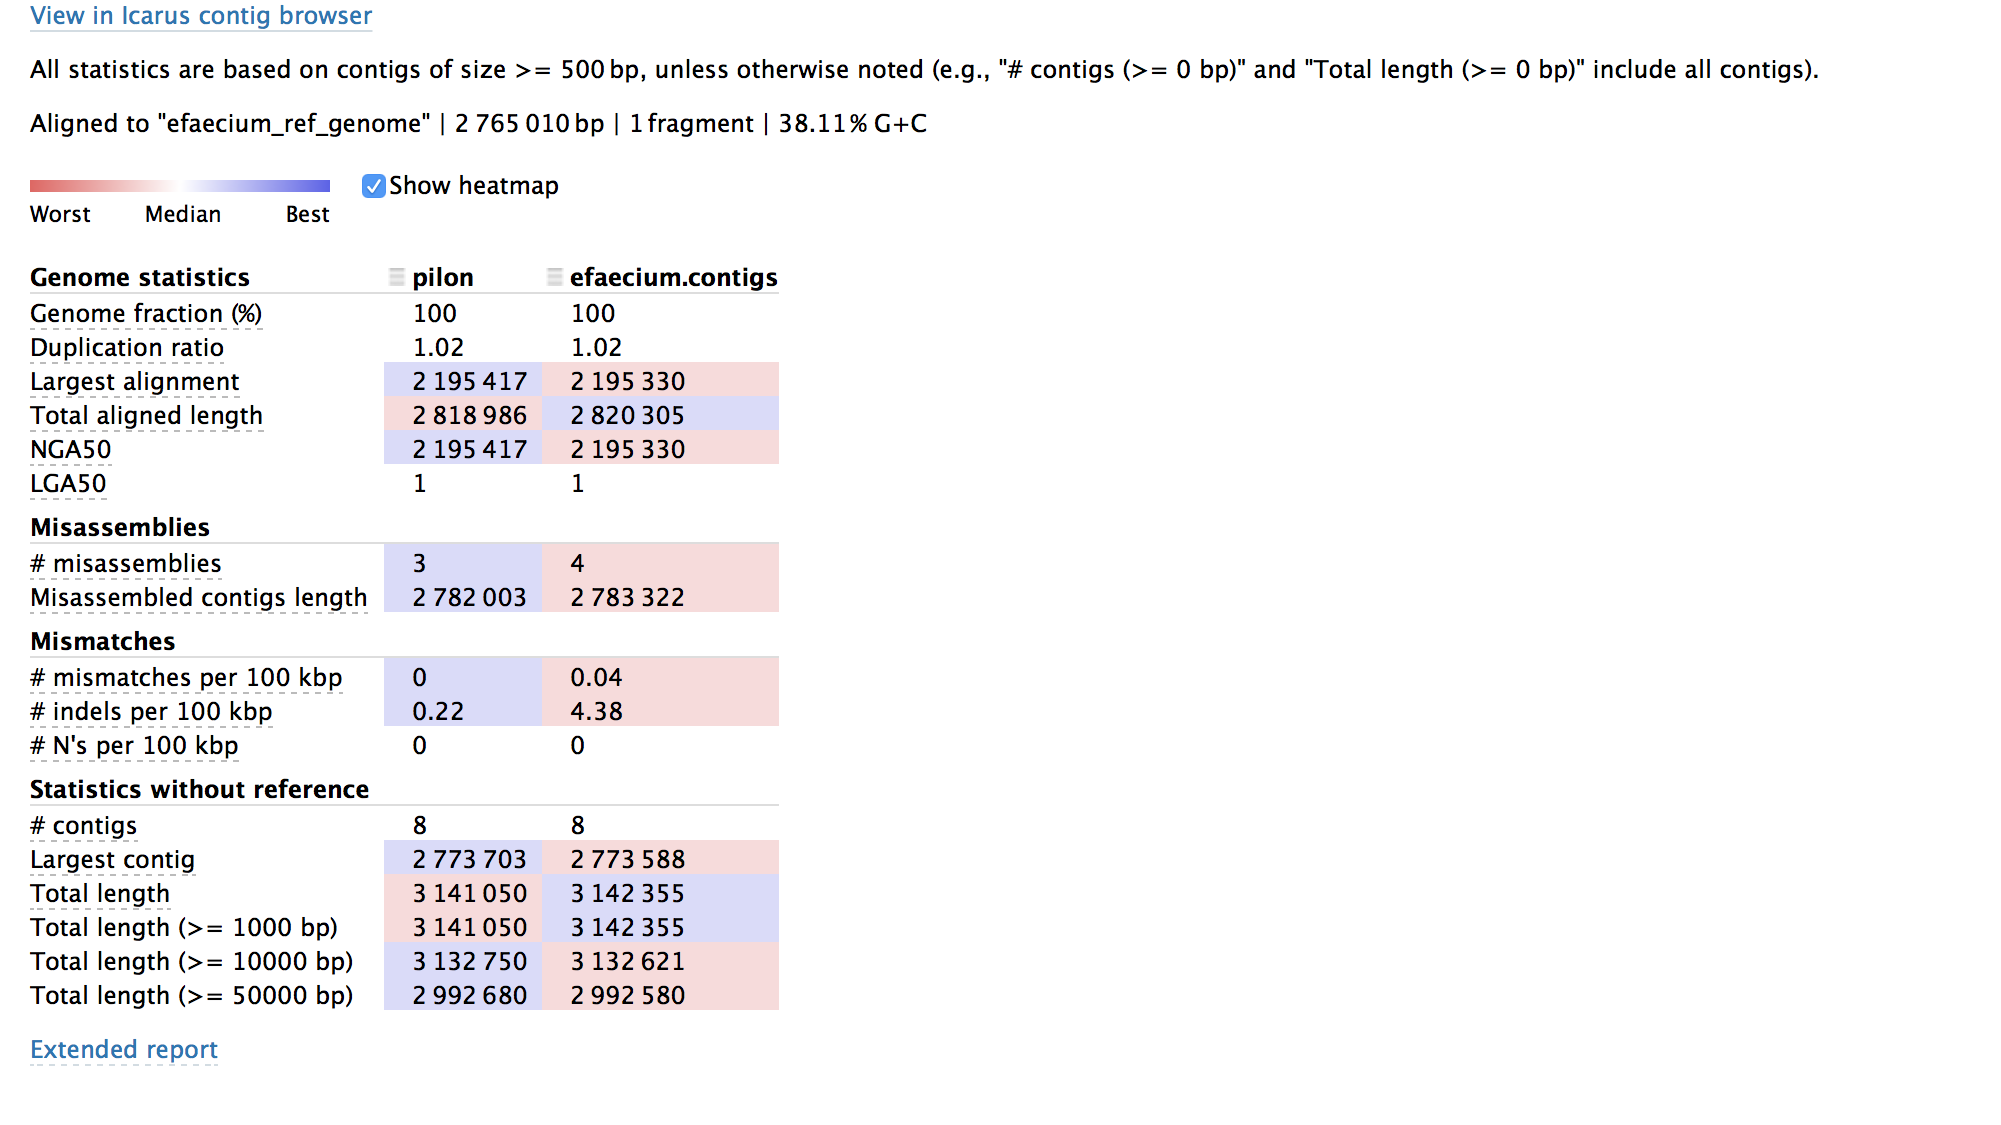 View in Icarus contig browser
All statistics are based on contigs of size >= 500 bp, unless otherwise noted (e.g., "# contigs (>= 0 bp)" and "Total length (>= 0 bp)" include all contigs).
Aligned to "efaecium_ref_genome" | 2 765 010 bp | 1 fragment | 38.11% G+C
Show heatmap
Worst Median Best
Genome statistics pilon efaecium.contigs
Genome fraction (%) 100 100
Duplication ratio 1.02 1.02
Largest alignment 2 195 417 2 195 330
Total aligned length 2 818 986 2 820 305
NGA50 2 195 417 2 195 330
LGA50 1 1
Misassemblies
# misassemblies 3 4
Misassembled contigs length 2 782 003 2 783 322
Mismatches
# mismatches per 100 kbp 0 0.04
# indels per 100 kbp 0.22 4.38
# N's per 100 kbp 0 0
Statistics without reference
# contigs 8 8
Largest contig 2 773 703 2 773 588
Total length 3 141 050 3 142 355
Total length (>= 1000 bp) 3 141 050 3 142 355
Total length (>= 10000 bp) 3 132 750 3 132 621
Total length (>= 50000 bp) 2 992 680 2 992 580
Extended report